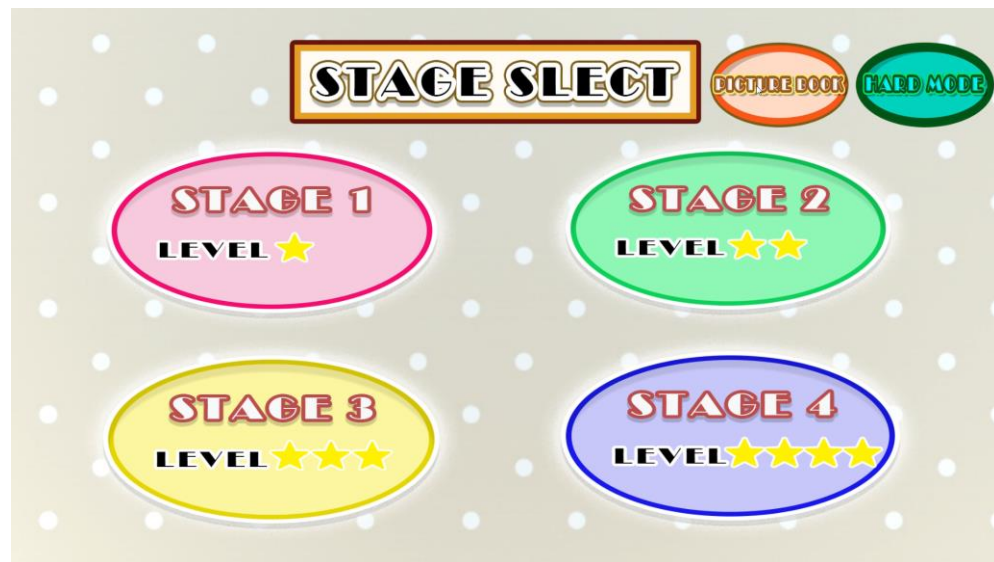 STAGE SLECT
PICTURE BOOK
HARD MODE
STAGE 1
LEVEL
STAGE 2
LEVEL
STAGE 3
LEVEL
STAGE 4
LEVEL